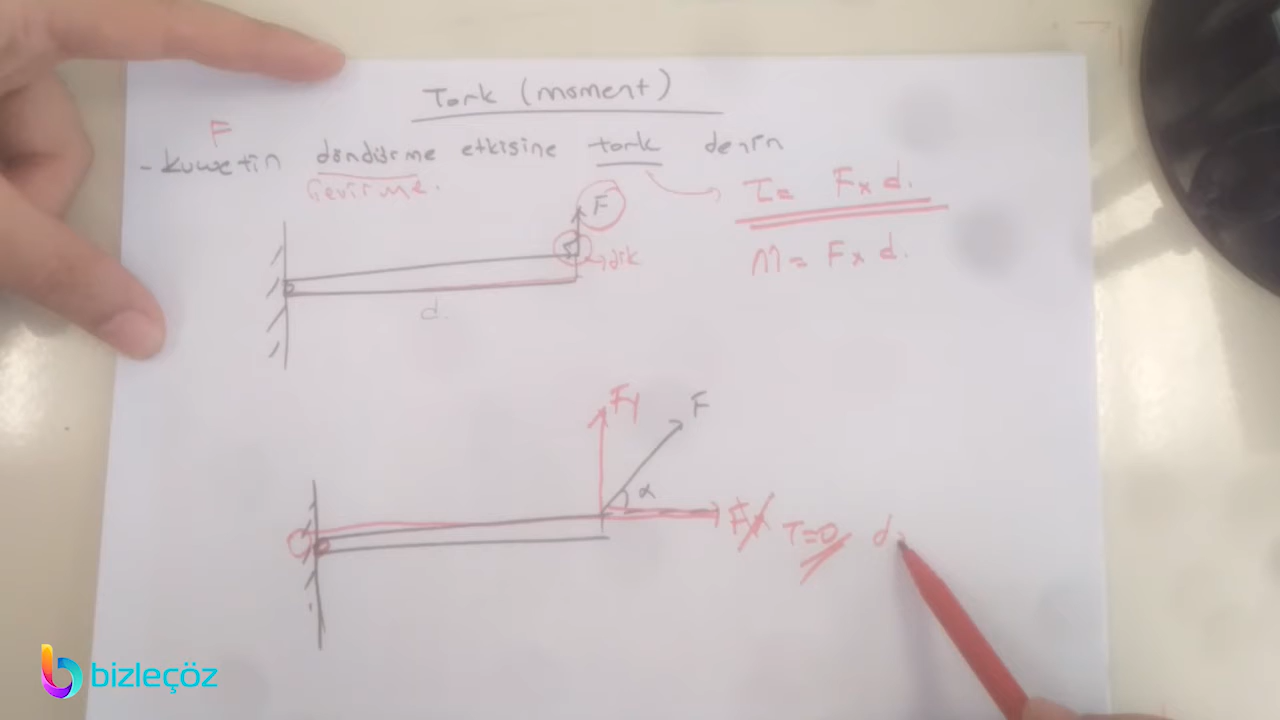 Tork (moment)
F
- kuvvetin döndürme etkisine tork denir
Çevirme.
τ = F x d.
F
→ dik
M = F x d.
d.
Fy
F
α
Fx
τ=0
d
bizleçöz